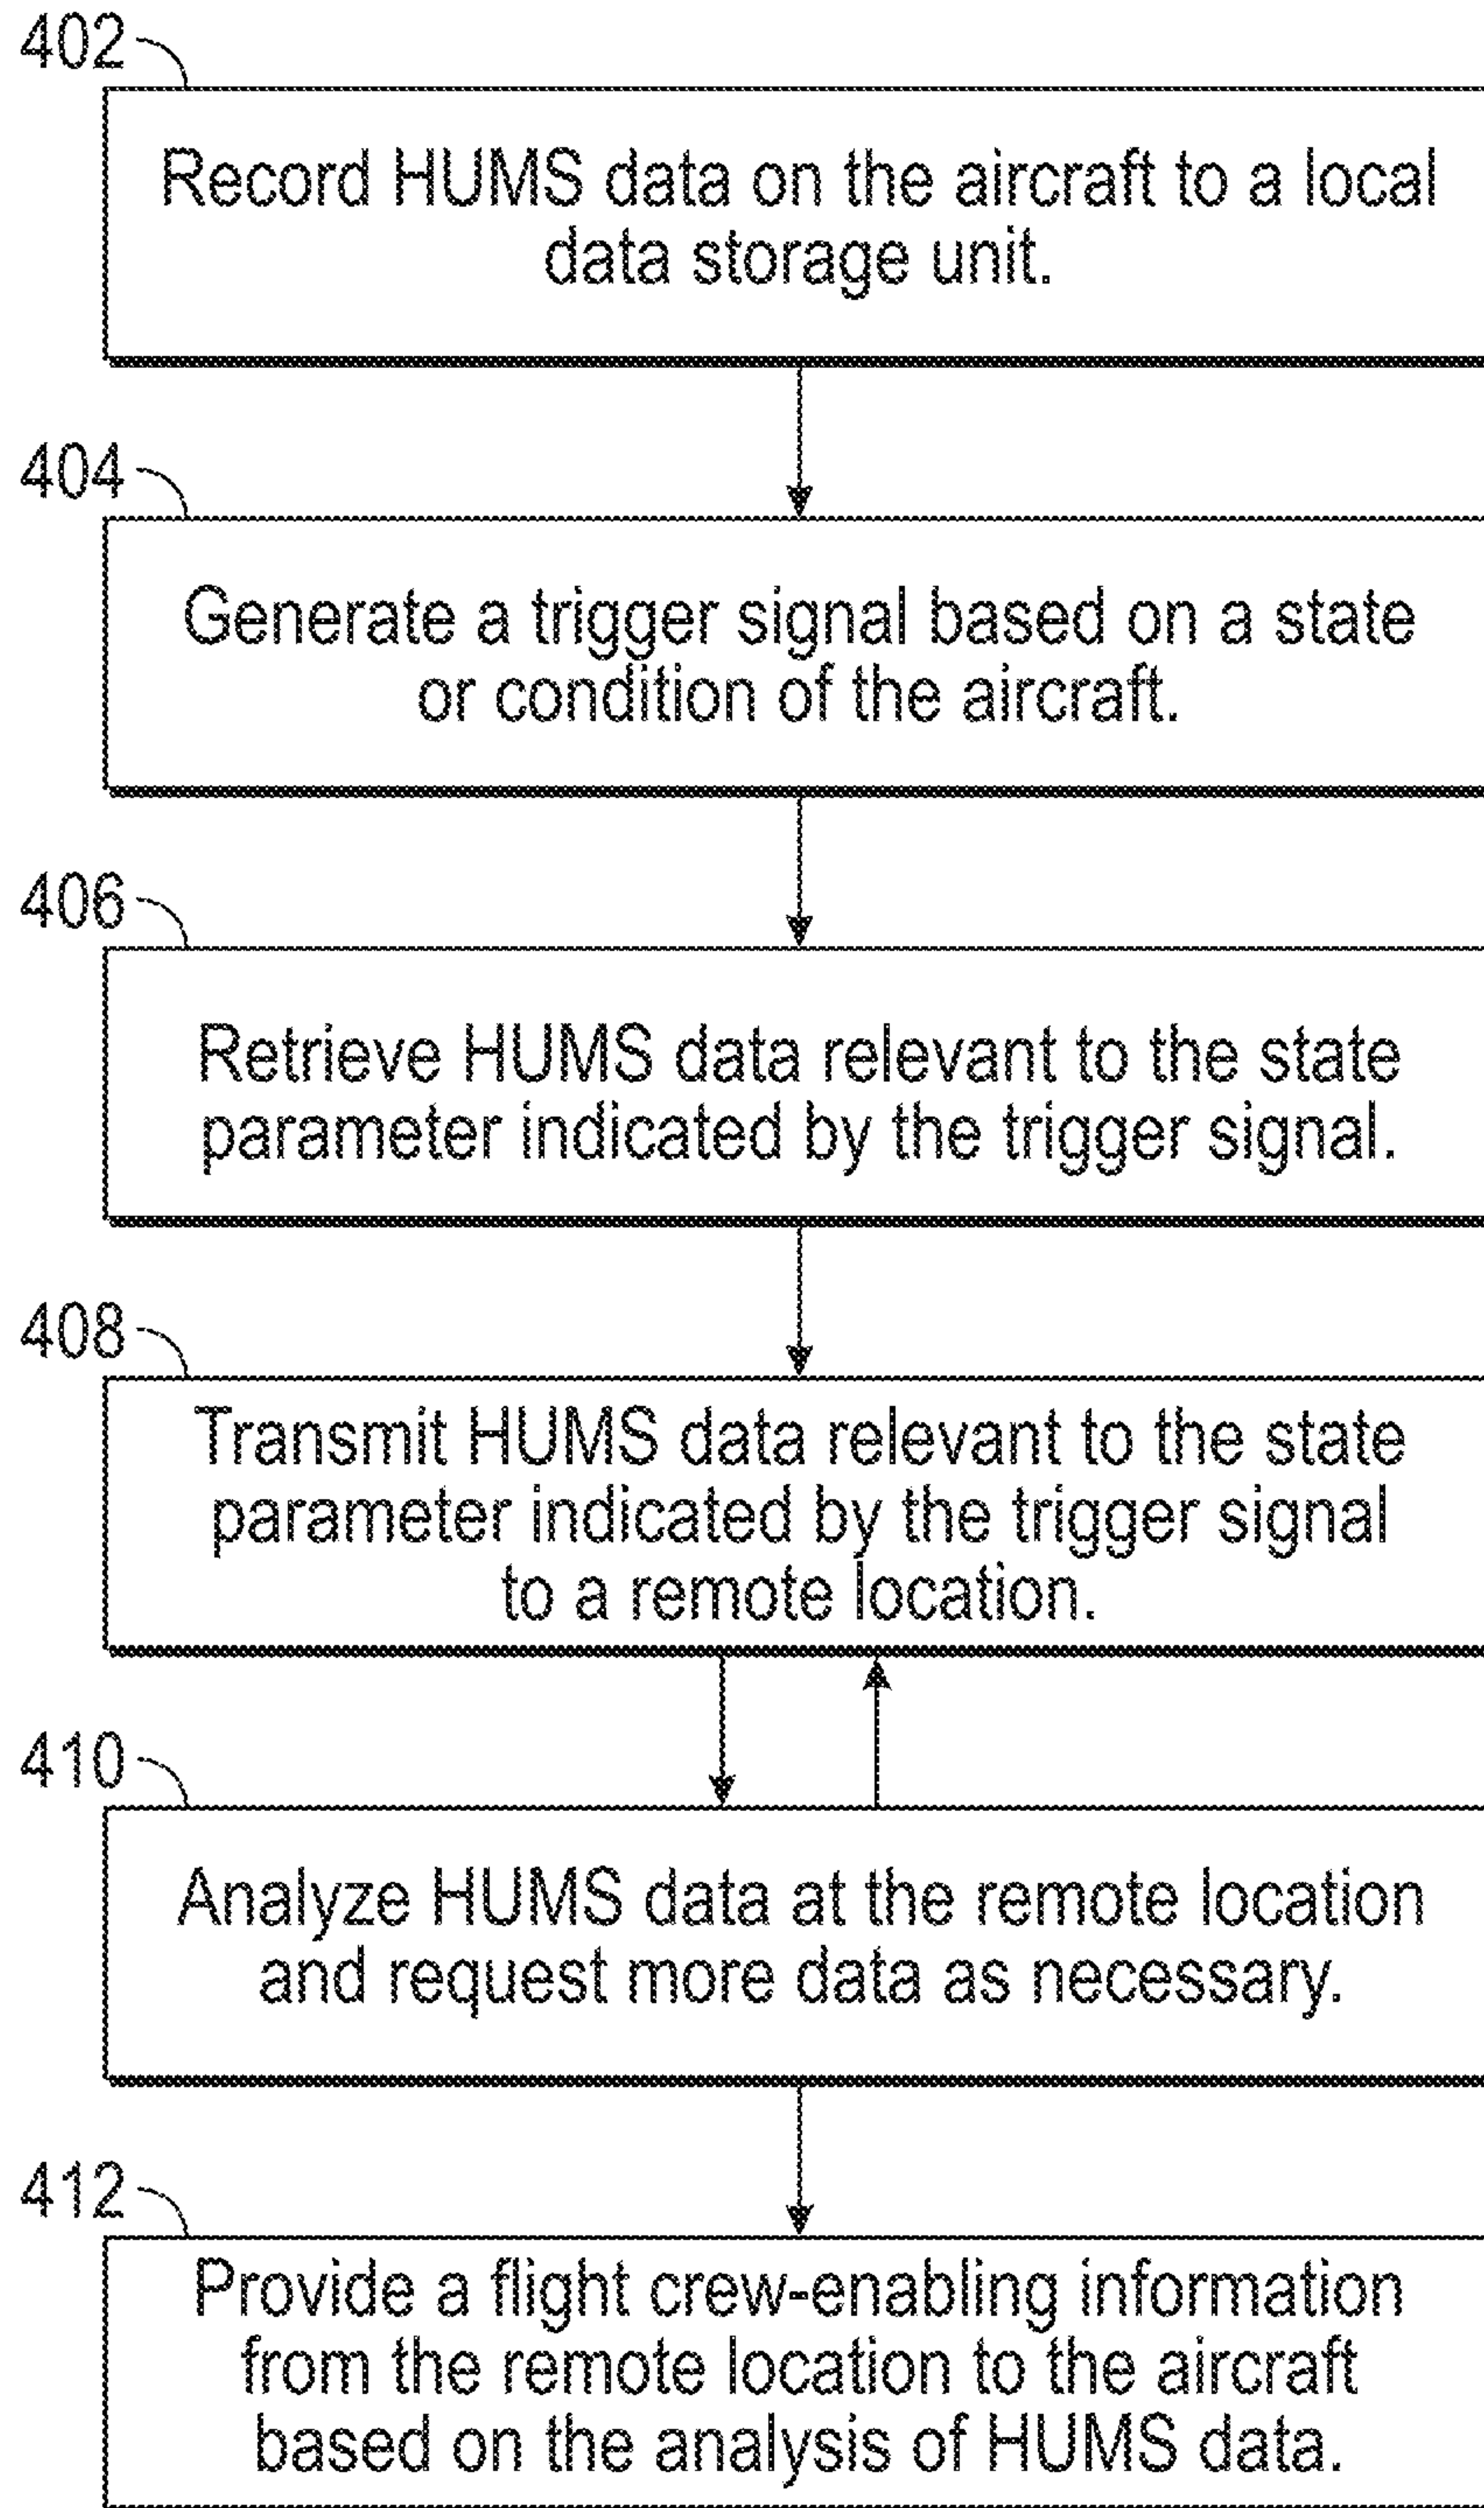 402
Record HUMS data on the aircraft to a local
data storage unit.
404
Generate a trigger signal based on a state
or condition of the aircraft.
406
Retrieve HUMS data relevant to the state
parameter indicated by the trigger signal.
408
Transmit HUMS data relevant to the state
parameter indicated by the trigger signal
to a remote location.
410
Analyze HUMS data at the remote location
and request more data as necessary.
412
Provide a flight crew-enabling information
from the remote location to the aircraft
based on the analysis of HUMS data.